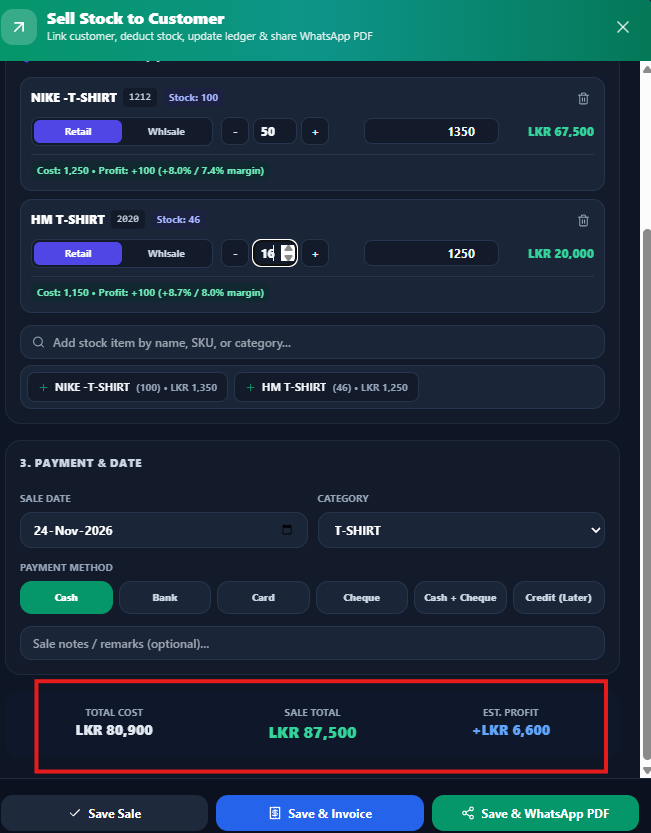 Sell Stock to Customer
Link customer, deduct stock, update ledger & share WhatsApp PDF
NIKE -T-SHIRT 1212 Stock: 100
Retail Whlsale - 50 + 1350 LKR 67,500
Cost: 1,250 • Profit: +100 (+8.0% / 7.4% margin)
HM T-SHIRT 2020 Stock: 46
Retail Whlsale - 16 + 1250 LKR 20,000
Cost: 1,150 • Profit: +100 (+8.7% / 8.0% margin)
Add stock item by name, SKU, or category...
+ NIKE -T-SHIRT (100) • LKR 1,350 + HM T-SHIRT (46) • LKR 1,250
3. PAYMENT & DATE
SALE DATE CATEGORY
24-Nov-2026 T-SHIRT
PAYMENT METHOD
Cash Bank Card Cheque Cash + Cheque Credit (Later)
Sale notes / remarks (optional)...
TOTAL COST SALE TOTAL EST. PROFIT
LKR 80,900 LKR 87,500 +LKR 6,600
Save Sale Save & Invoice Save & WhatsApp PDF